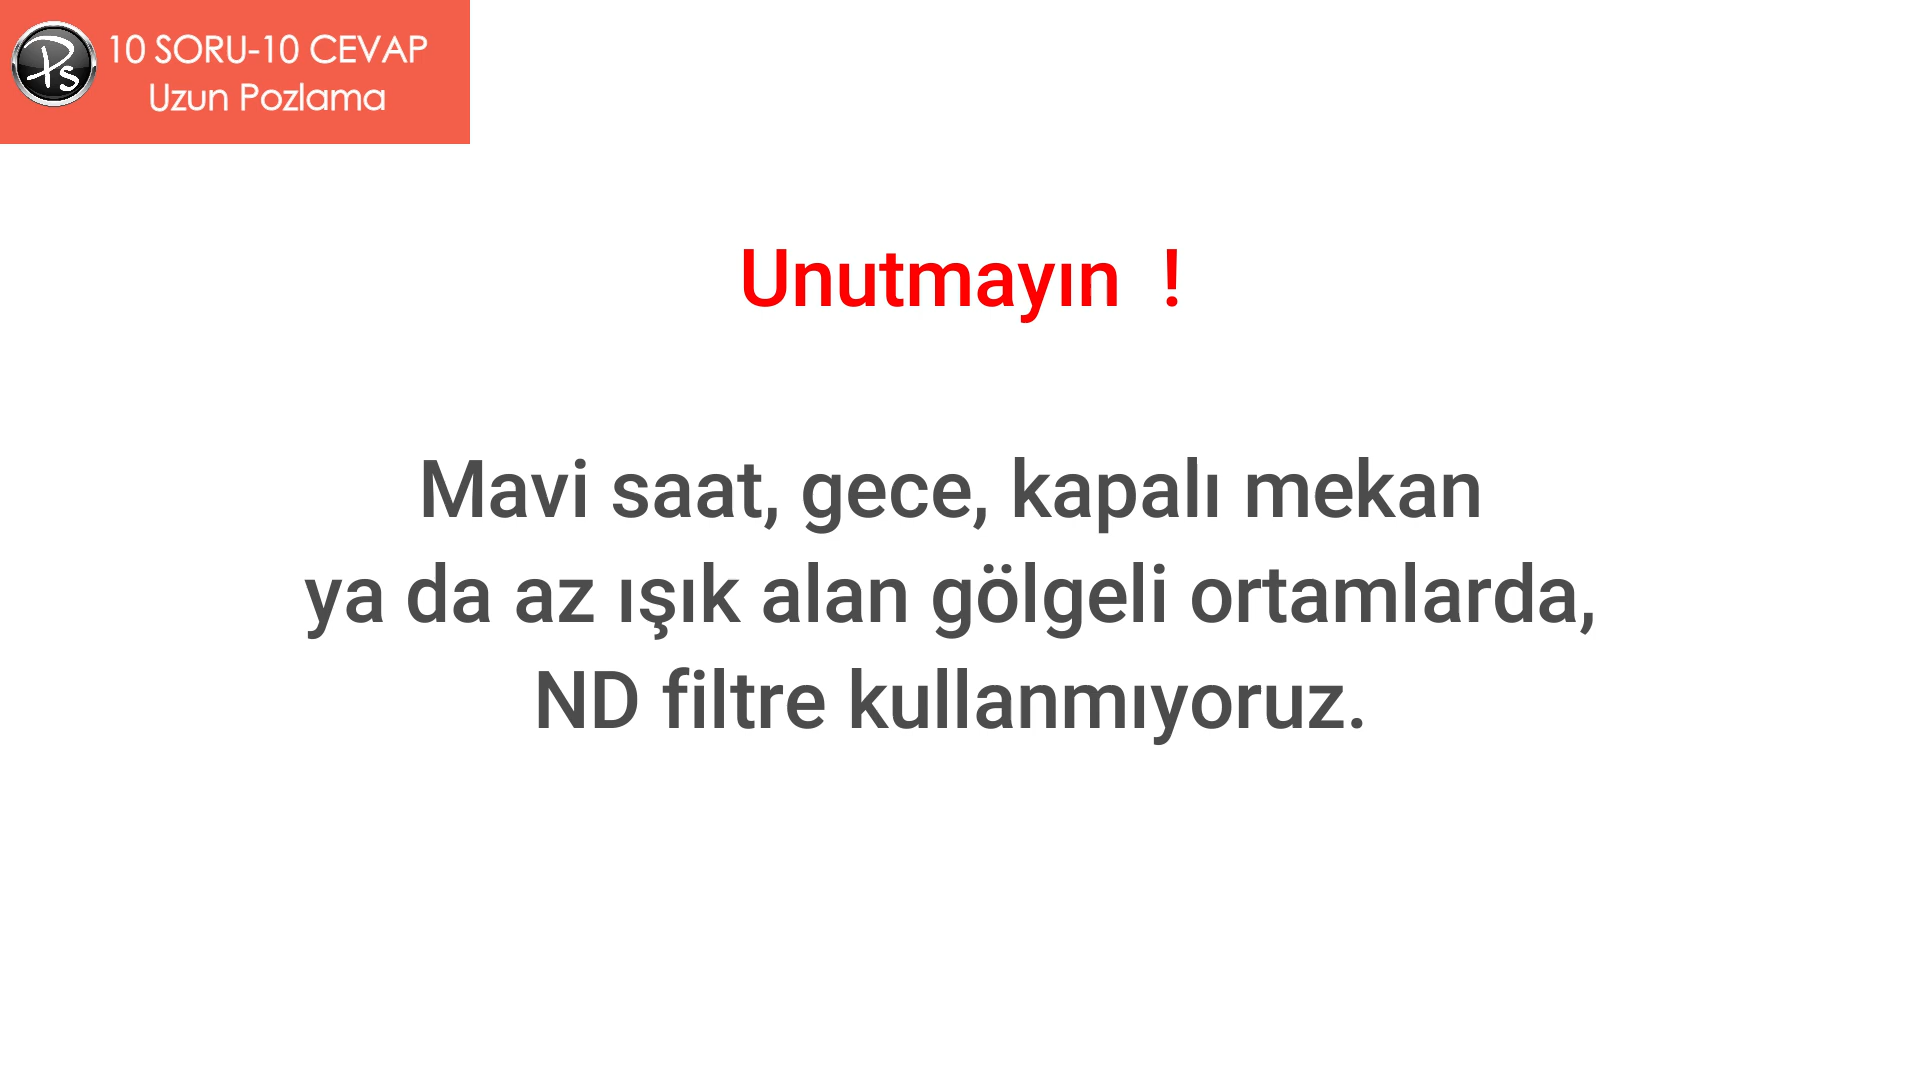 Ps
10 SORU-10 CEVAP
Uzun Pozlama
Unutmayın !
Mavi saat, gece, kapalı mekan
ya da az ışık alan gölgeli ortamlarda,
ND filtre kullanmıyoruz.